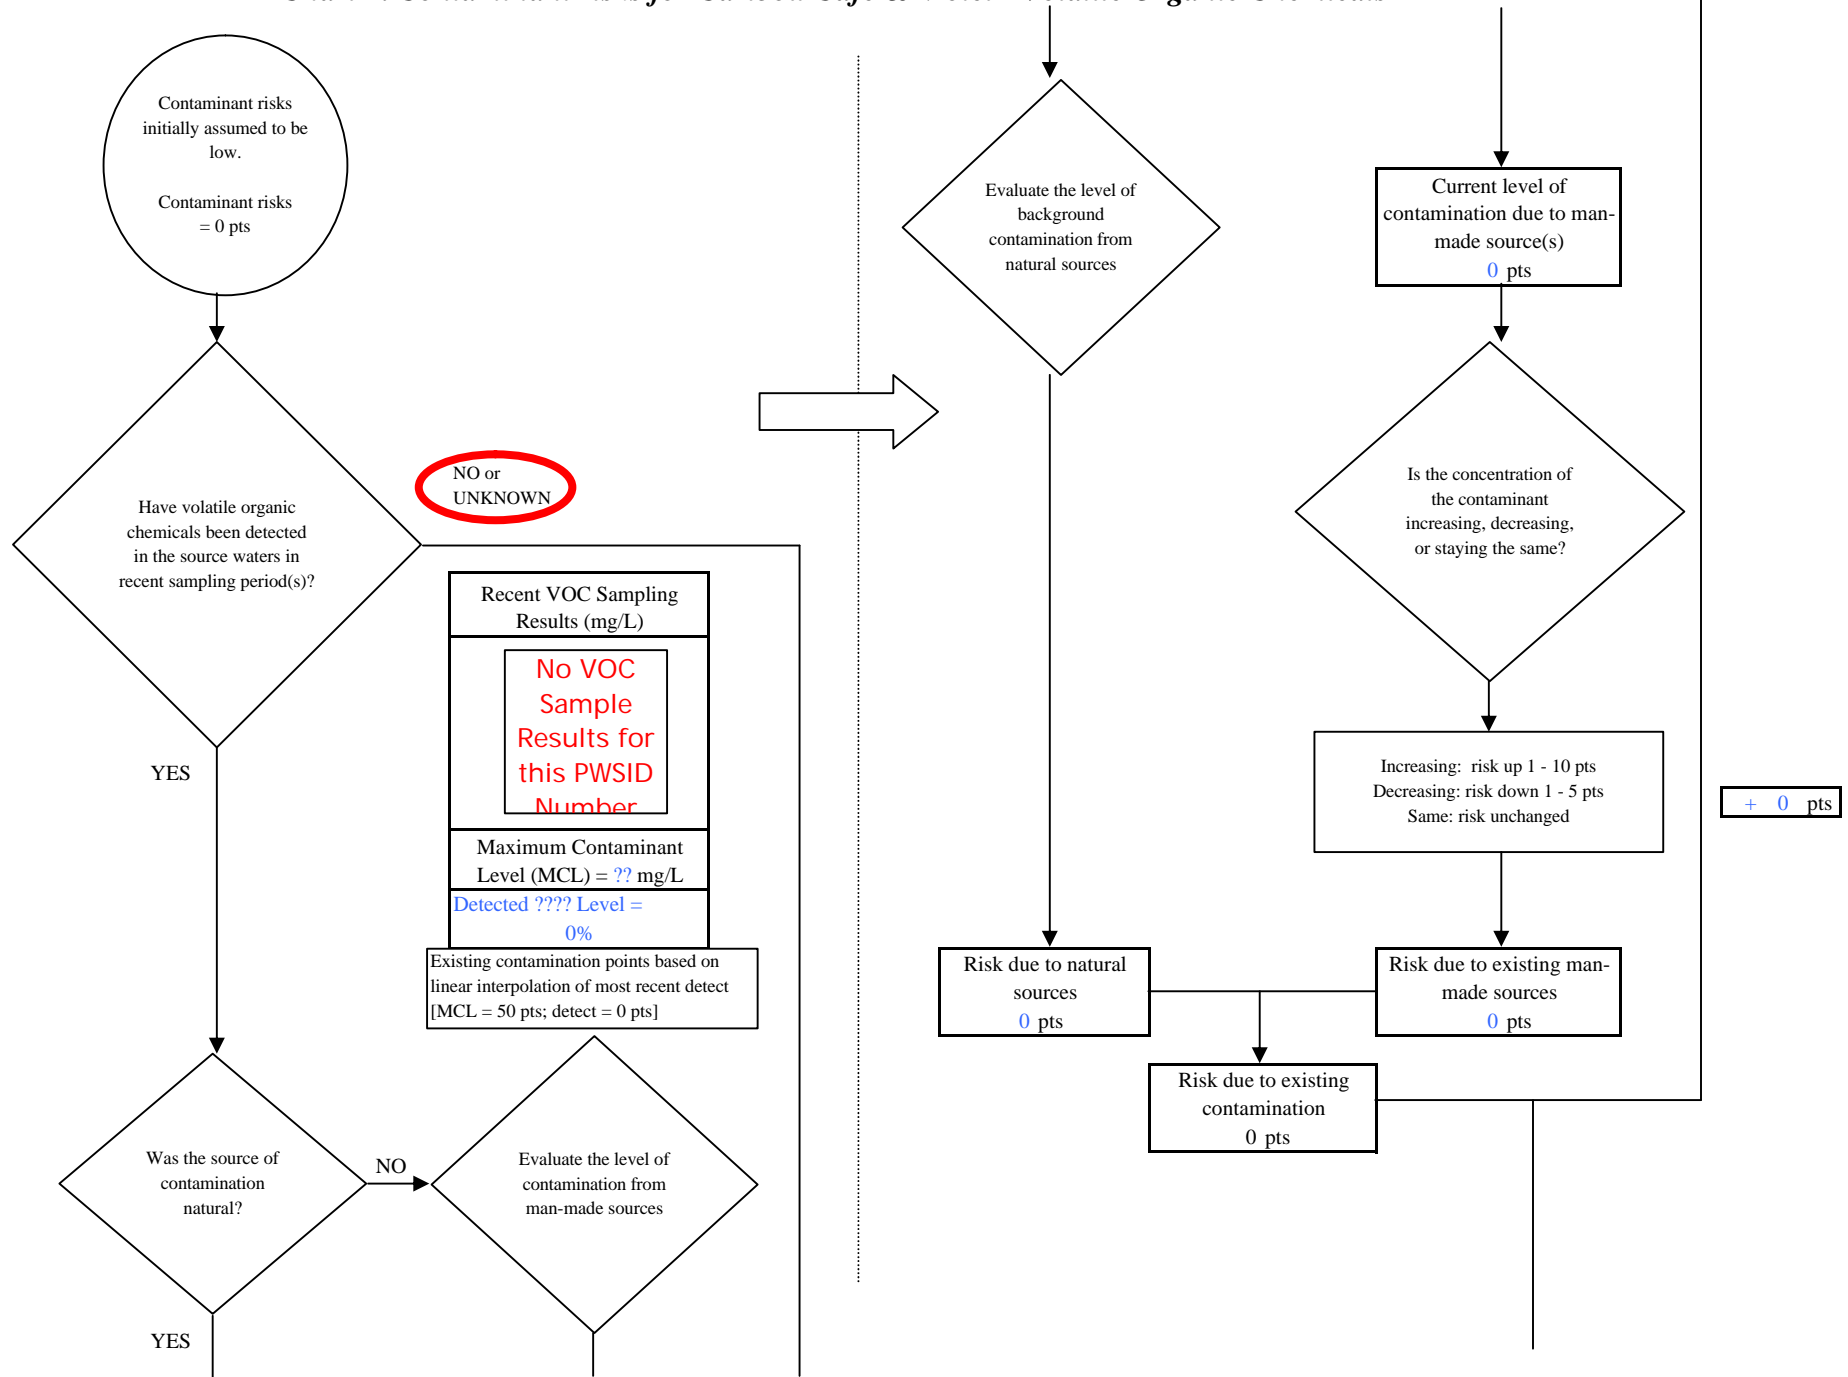 Contaminant risks
initially assumed to be
low.
Contaminant risks
= 0 pts
Have volatile organic
chemicals been detected
in the source waters in
recent sampling period(s)?
NO or
UNKNOWN
YES
Recent VOC Sampling
Results (mg/L)
No VOC
Sample
Results for
this PWSID
Number
Maximum Contaminant
Level (MCL) = ?? mg/L
Detected ???? Level =
0%
Existing contamination points based on
linear interpolation of most recent detect
[MCL = 50 pts; detect = 0 pts]
Was the source of
contamination
natural?
NO
YES
Evaluate the level of
contamination from
man-made sources
Evaluate the level of
background
contamination from
natural sources
Current level of
contamination due to man-
made source(s)
0 pts
Is the concentration of
the contaminant
increasing, decreasing,
or staying the same?
Increasing: risk up 1 - 10 pts
Decreasing: risk down 1 - 5 pts
Same: risk unchanged
+ 0 pts
Risk due to natural
sources
0 pts
Risk due to existing man-
made sources
0 pts
Risk due to existing
contamination
0 pts